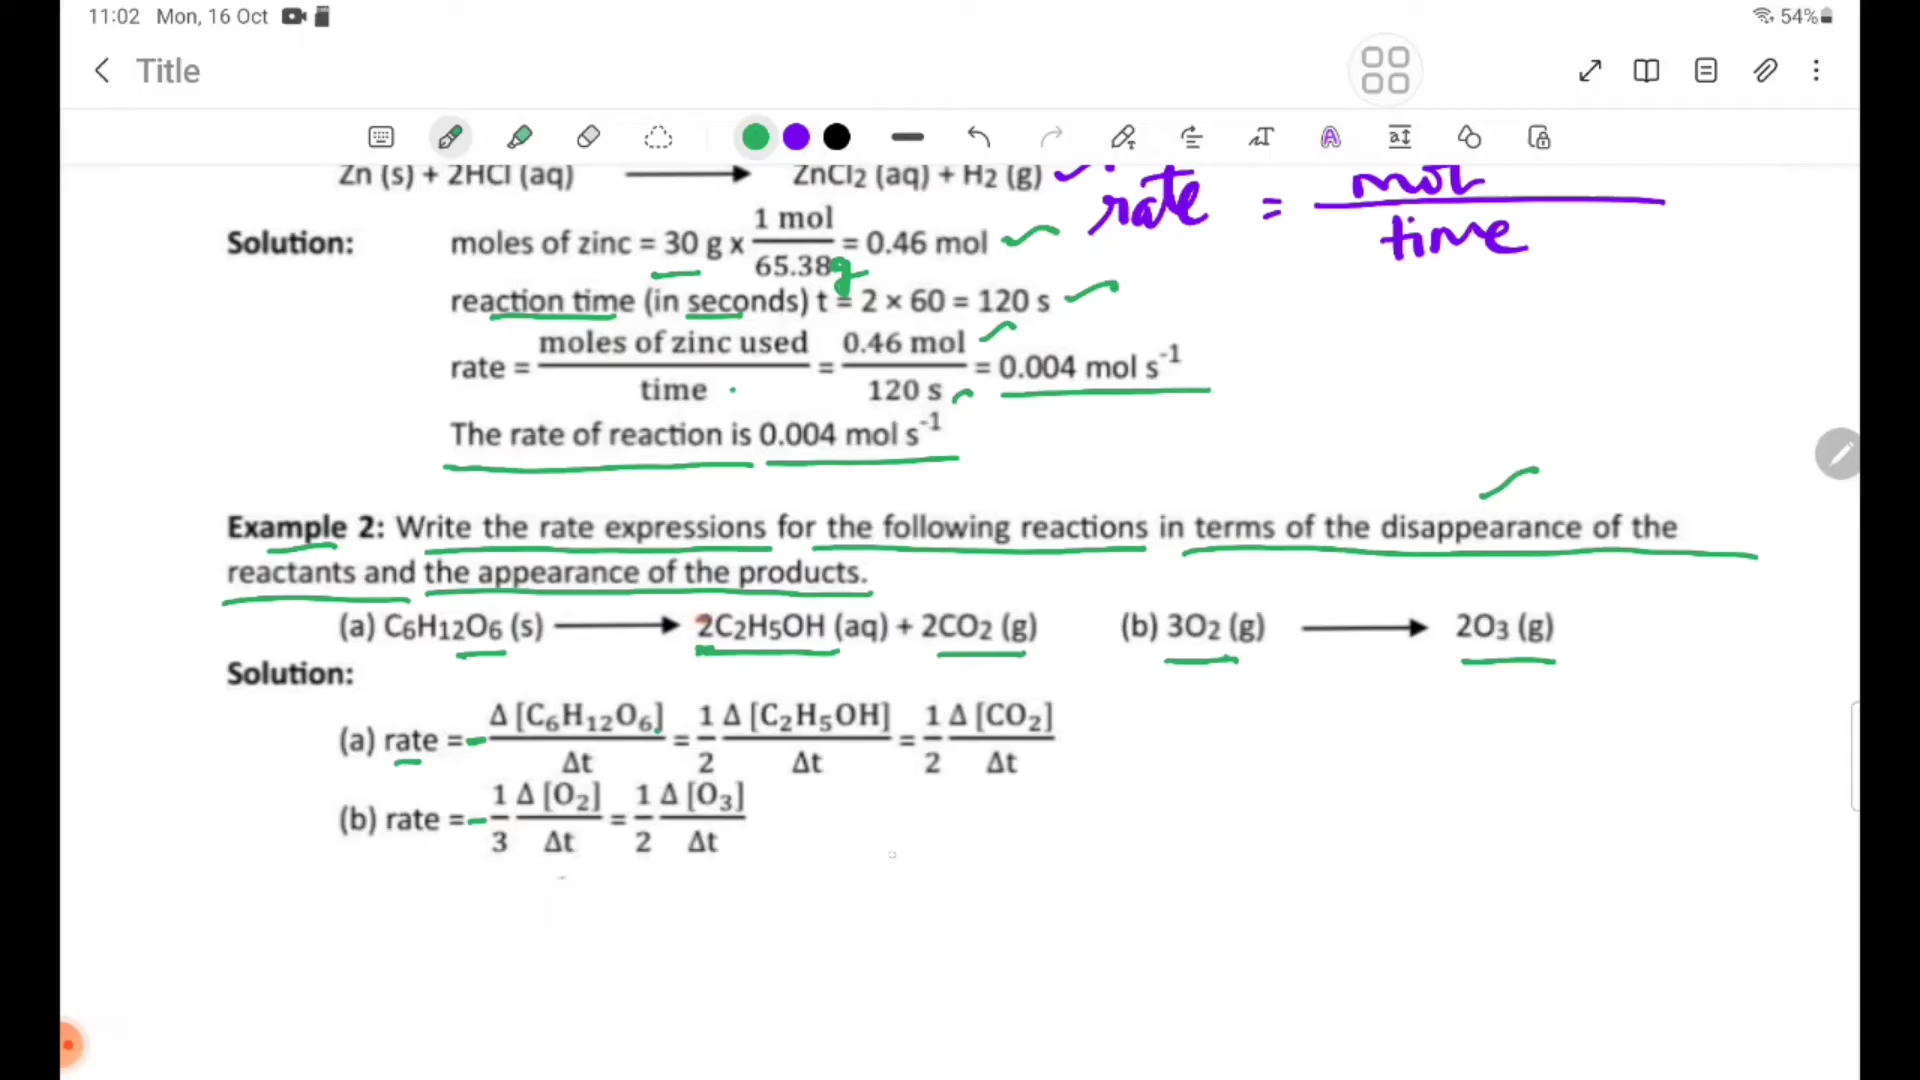 11:02 Mon, 16 Oct 54%
Title
Zn (s) + 2HCl (aq) ⟶ ZnCl2 (aq) + H2 (g)
rate = mol / time
Solution: moles of zinc = 30 g x 1 mol / 65.38 g = 0.46 mol
reaction time (in seconds) t = 2 × 60 = 120 s
rate = moles of zinc used / time = 0.46 mol / 120 s = 0.004 mol s⁻¹
The rate of reaction is 0.004 mol s⁻¹
Example 2: Write the rate expressions for the following reactions in terms of the disappearance of the
reactants and the appearance of the products.
(a) C6H12O6 (s) ⟶ 2C2H5OH (aq) + 2CO2 (g) (b) 3O2 (g) ⟶ 2O3 (g)
Solution:
(a) rate = - Δ [C₆H₁₂O₆] / Δt = 1/2 Δ [C₂H₅OH] / Δt = 1/2 Δ [CO₂] / Δt
(b) rate = - 1/3 Δ [O₂] / Δt = 1/2 Δ [O₃] / Δt